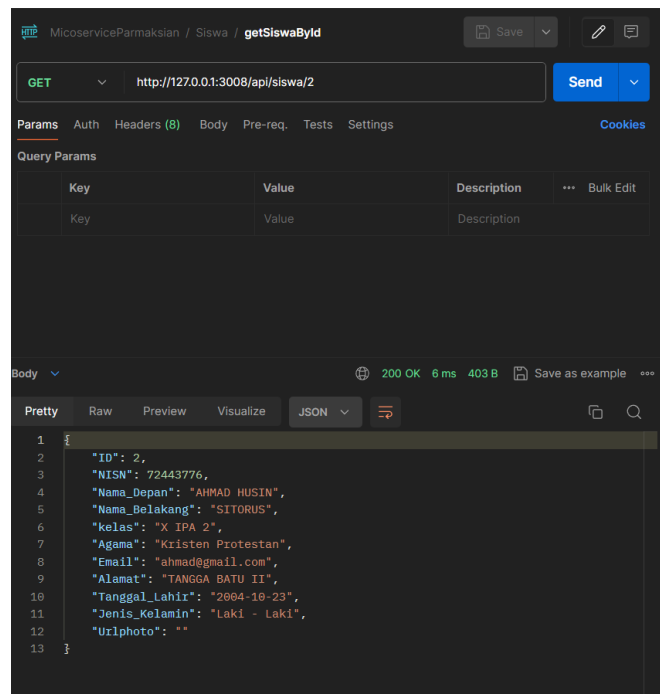 HTTP MicoserviceParmaksian / Siswa / getSiswaById Save
GET http://127.0.0.1:3008/api/siswa/2 Send
Params Auth Headers (8) Body Pre-req. Tests Settings Cookies
Query Params
Key Value Description ••• Bulk Edit
Key Value Description
Body 200 OK 6 ms 403 B Save as example •••
Pretty Raw Preview Visualize JSON
1 {
2 "ID": 2,
3 "NISN": 72443776,
4 "Nama_Depan": "AHMAD HUSIN",
5 "Nama_Belakang": "SITORUS",
6 "kelas": "X IPA 2",
7 "Agama": "Kristen Protestan",
8 "Email": "ahmad@gmail.com",
9 "Alamat": "TANGGA BATU II",
10 "Tanggal_Lahir": "2004-10-23",
11 "Jenis_Kelamin": "Laki - Laki",
12 "Urlphoto": ""
13 }